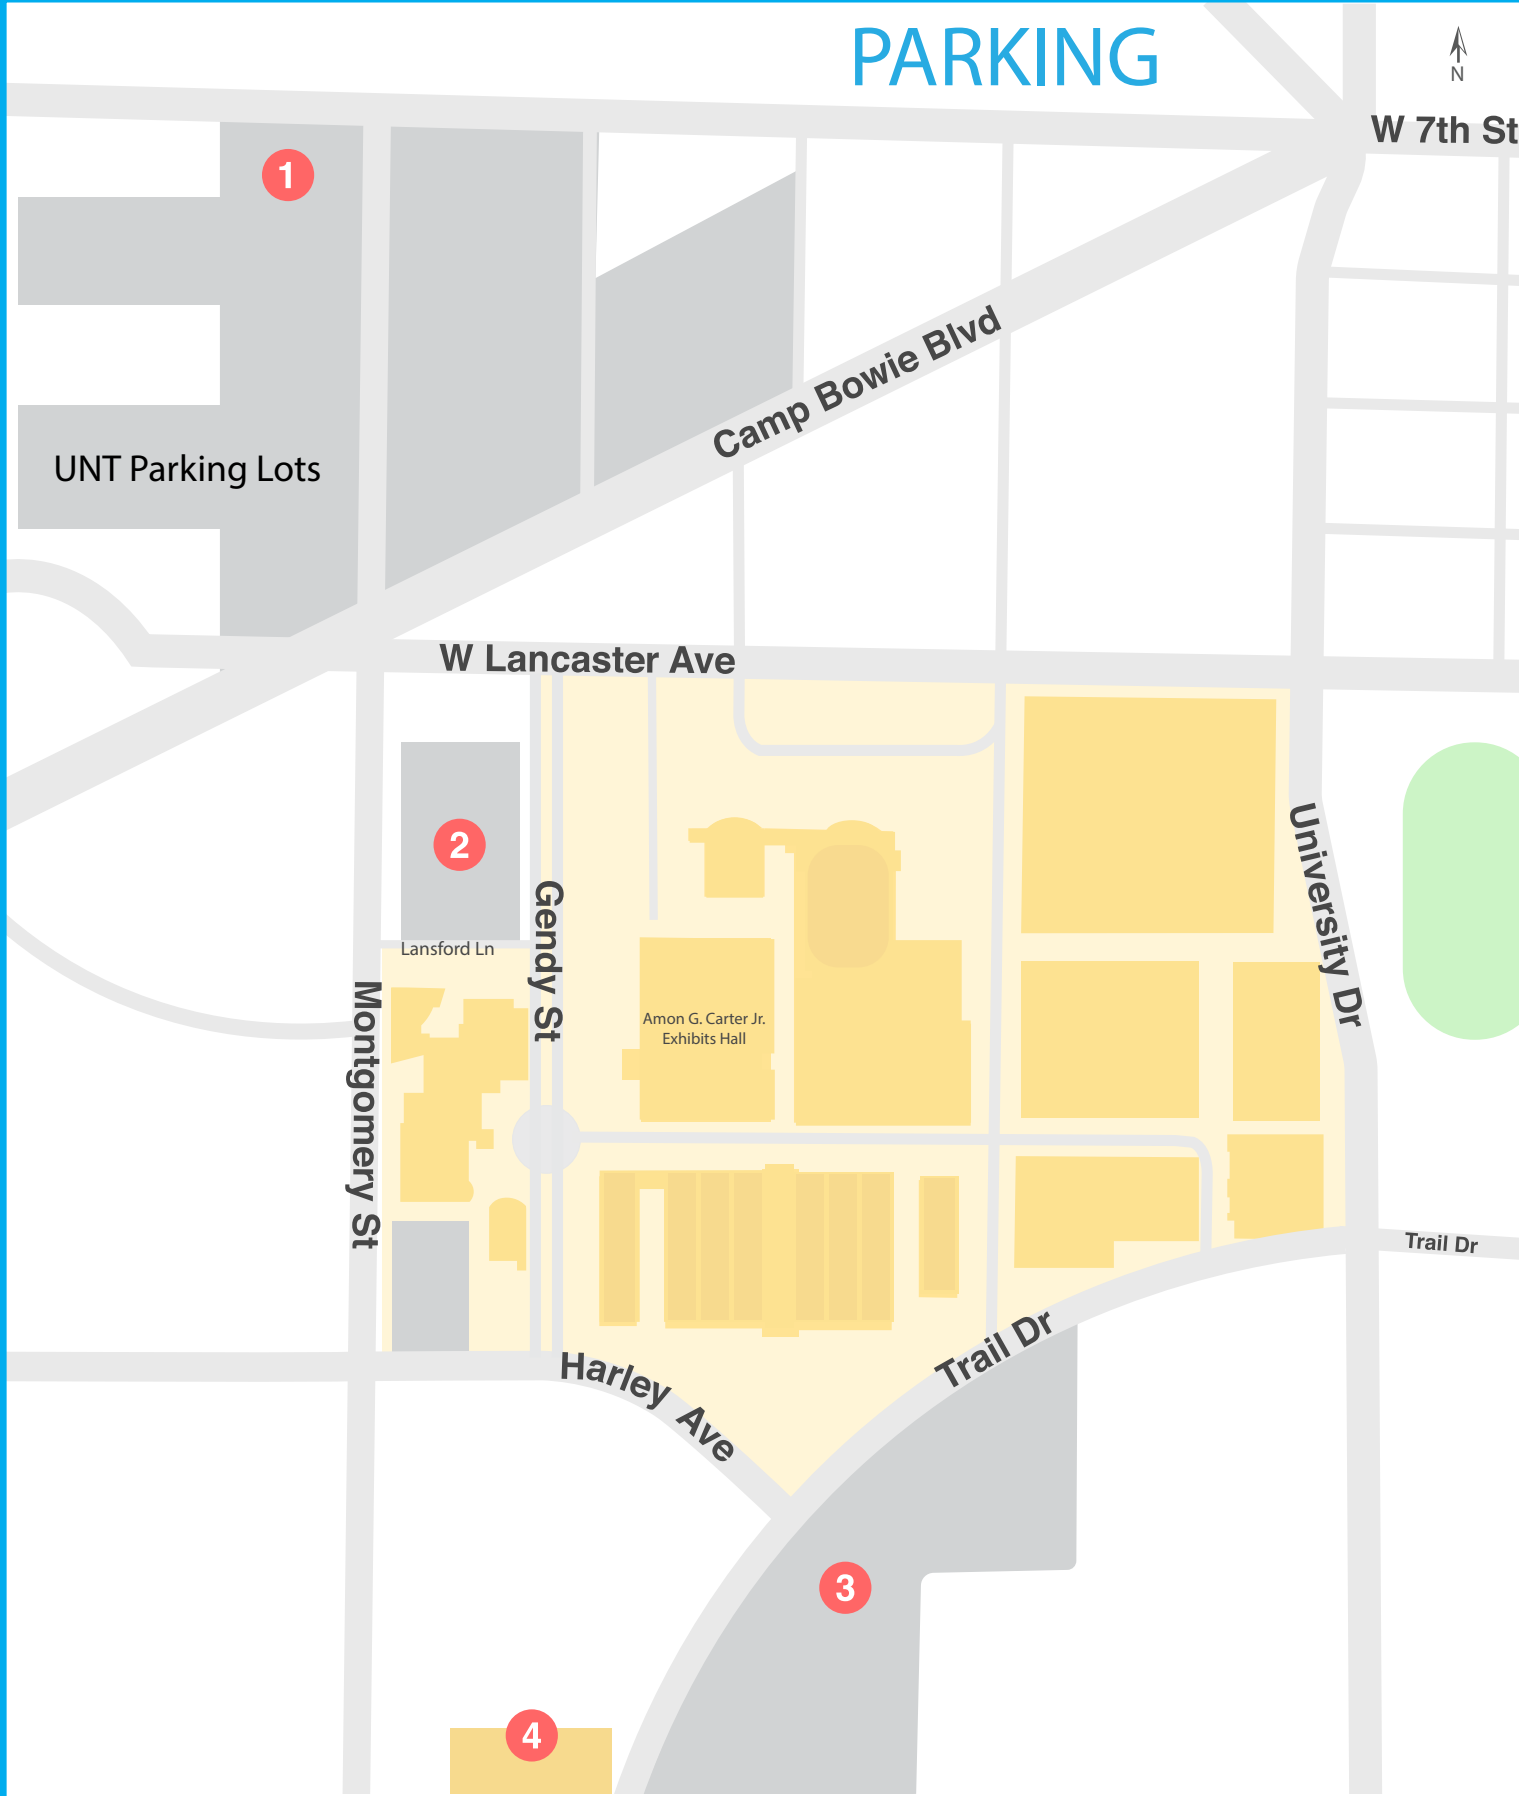 PARKING
N
W 7th St
1
Camp Bowie Blvd
UNT Parking Lots
W Lancaster Ave
2
Gendy St
University Dr
Lansford Ln
Montgomery St
Amon G. Carter Jr.
Exhibits Hall
Trail Dr
Trail Dr
Harley Ave
3
4